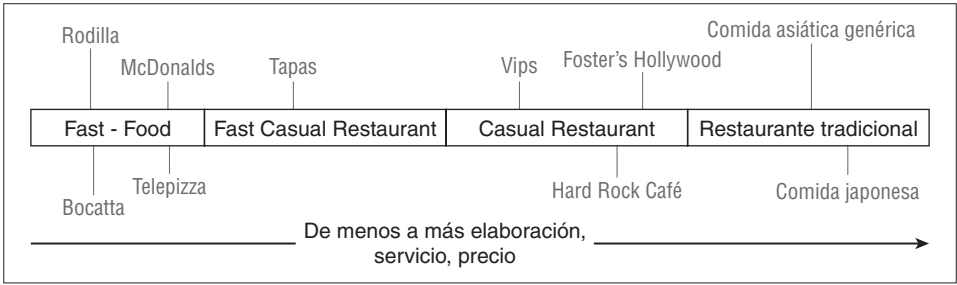 Comida asiática genérica
Rodilla
McDonalds
Tapas
Vips
Foster's Hollywood
Fast - Food
Fast Casual Restaurant
Casual Restaurant
Restaurante tradicional
Bocatta
Telepizza
Hard Rock Café
Comida japonesa
De menos a más elaboración,
servicio, precio